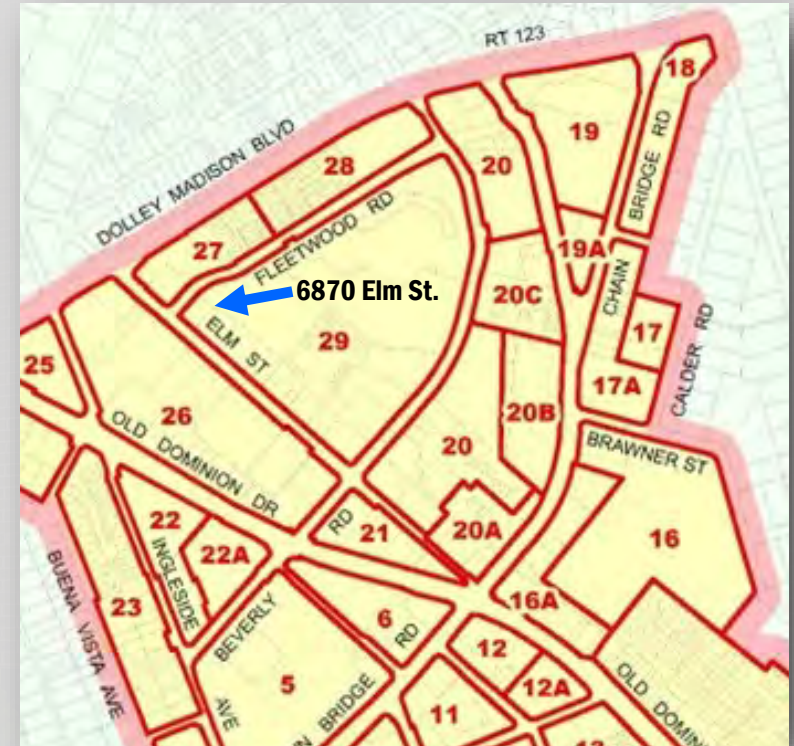 RT 123
18
DOLLEY MADISON BLVD
28
20
19
BRIDGE RD
27
FLEETWOOD RD
19A
6870 Elm St.
20C
CHAIN
ELM ST
29
17
CALDER RD
25
17A
26
20B
OLD DOMINION DR
20
BRAWNER ST
22
RD
21
20A
16
INGLESIDE
22A
BUENA VISTA AVE
23
16A
BEVERLY
6
RD
12
5
12A
OLD DOMIN
AVE
BRIDGE
11